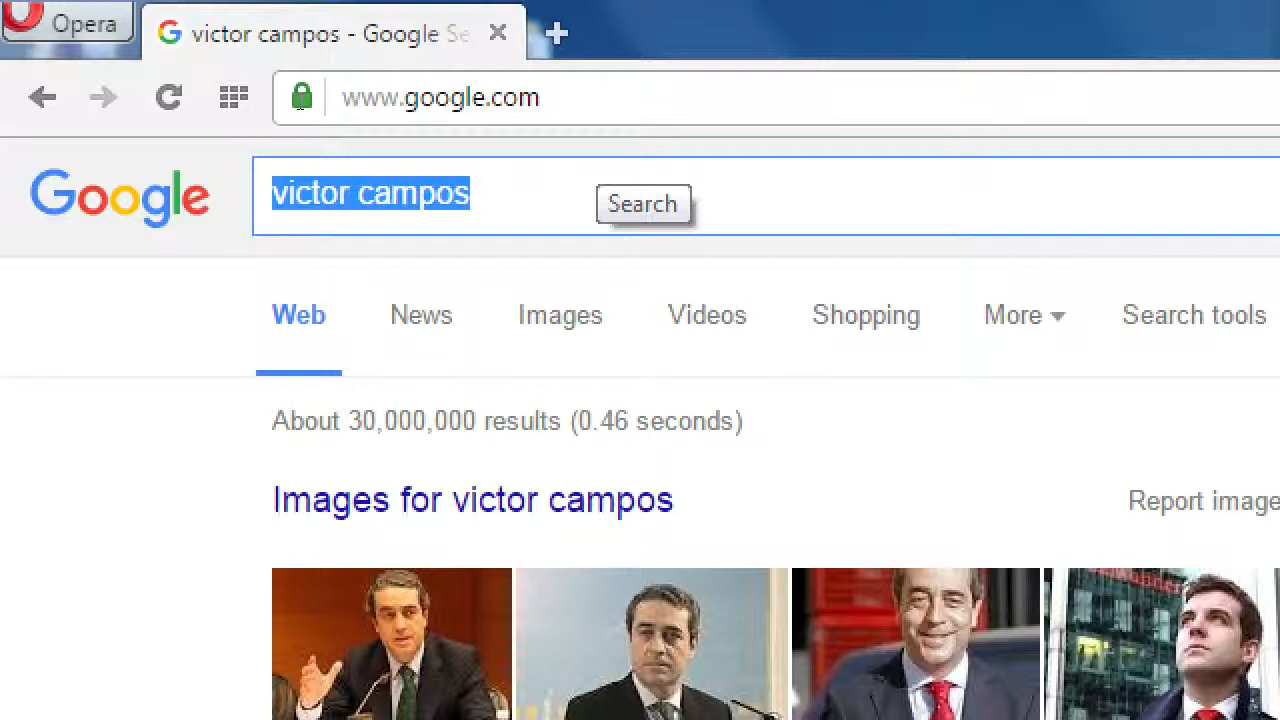 Opera
victor campos - Google Se
www.google.com
Google
victor campos
Search
Web News Images Videos Shopping More Search tools
About 30,000,000 results (0.46 seconds)
Images for victor campos
Report image